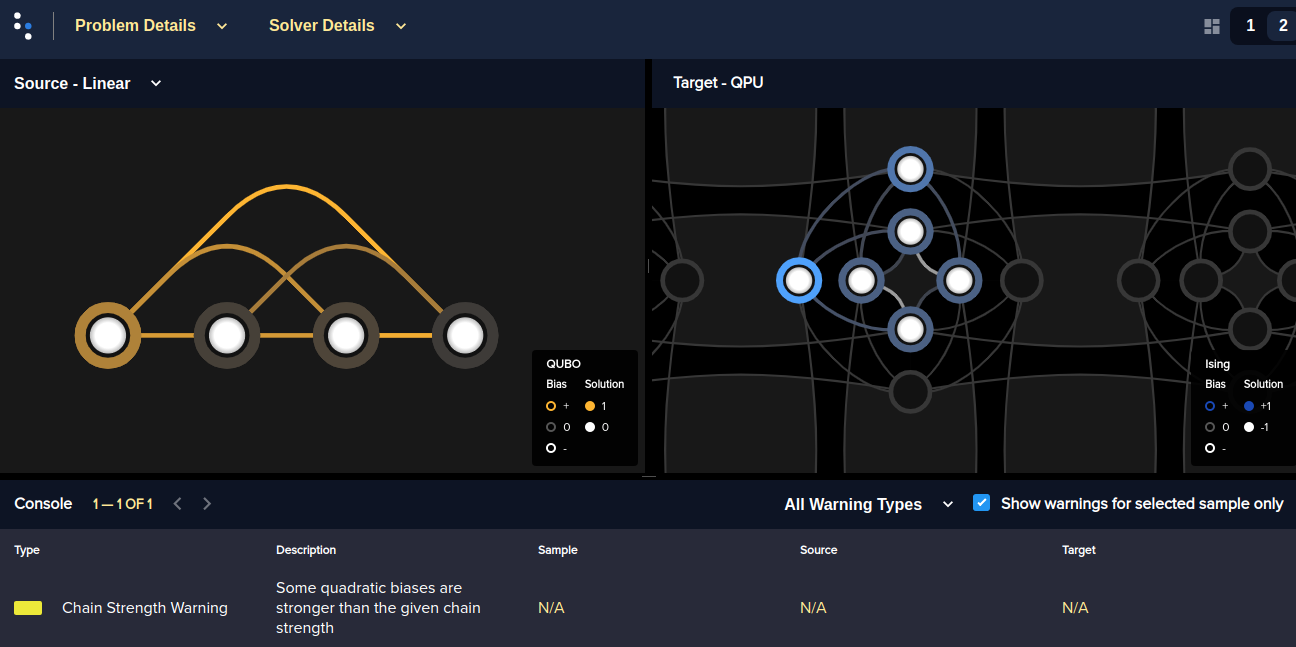 Problem Details Solver Details 1 2
Source - Linear
Target - QPU
QUBO
Bias Solution
+ 1
0 0
-
Ising
Bias Solution
+ +1
0 -1
-
Console 1 — 1 OF 1 All Warning Types Show warnings for selected sample only
Type Description Sample Source Target
Chain Strength Warning
Some quadratic biases are
stronger than the given chain
strength
N/A N/A N/A